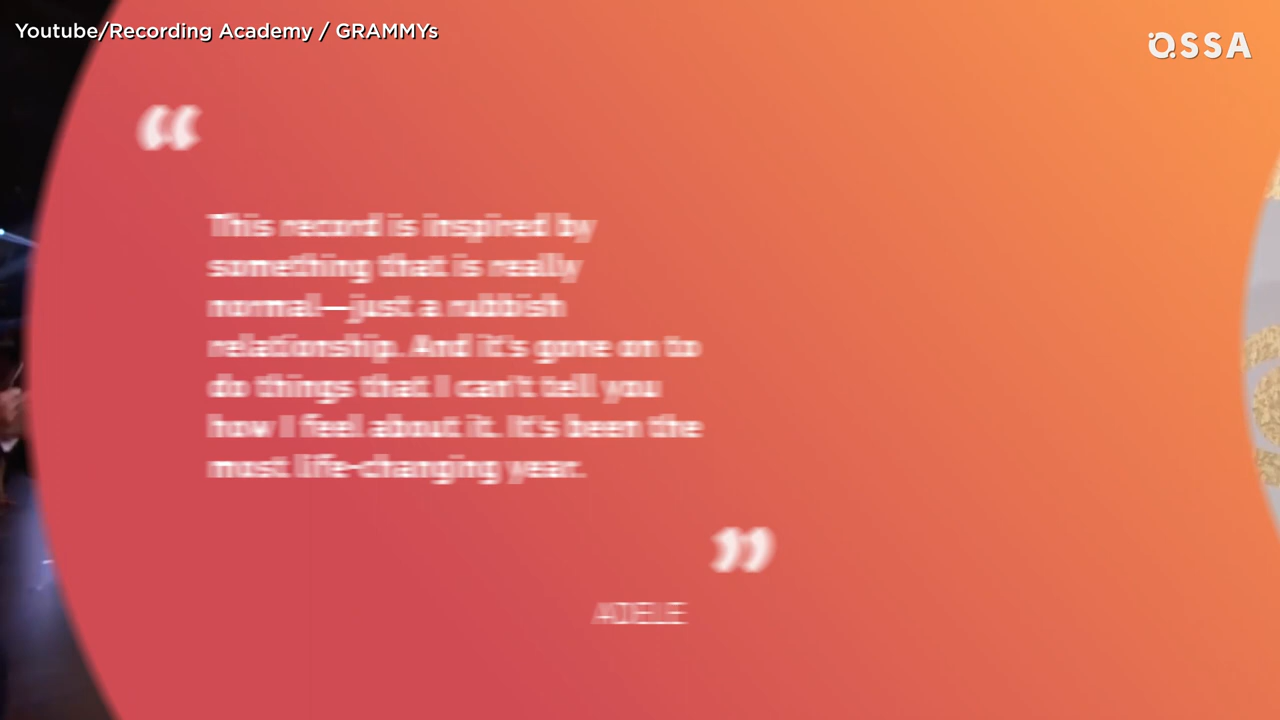 Youtube/Recording Academy / GRAMMYs
OSSA
“
This record is inspired by
something that is really
normal—just a rubbish
relationship. And it's gone on to
do things that I can't tell you
how I feel about it. It's been the
most life-changing year.
”
ADELE